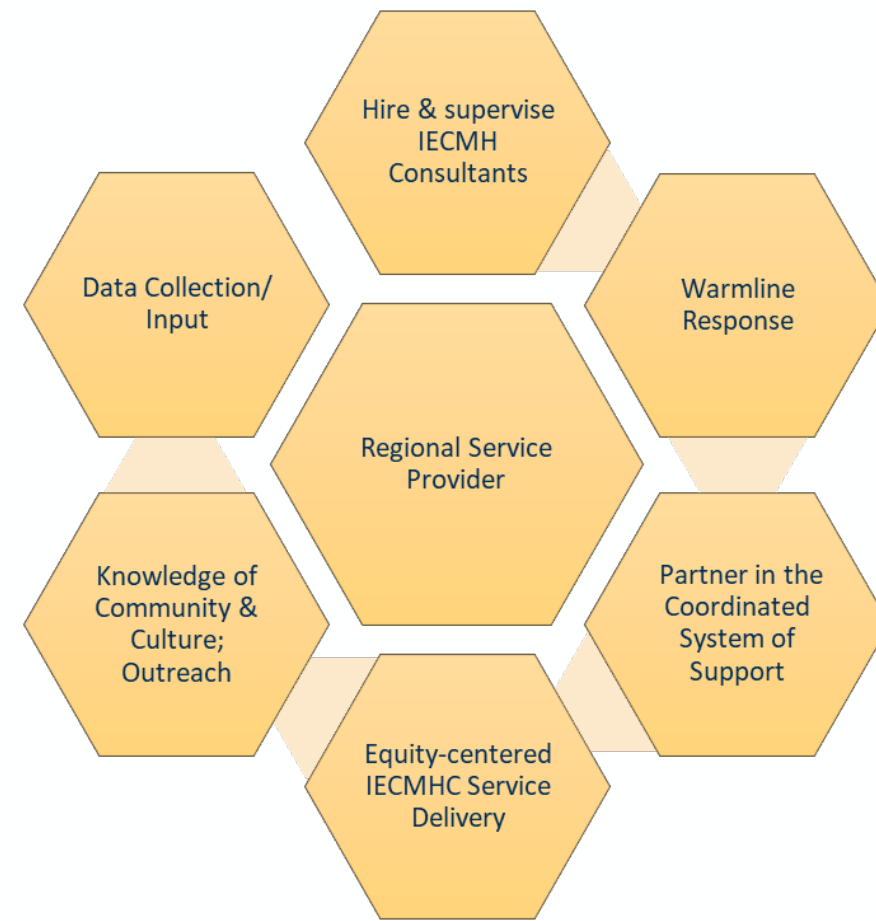 Hire & supervise
IECMH
Consultants
Data Collection/
Input
Warmline
Response
Regional Service
Provider
Knowledge of
Community &
Culture;
Outreach
Partner in the
Coordinated
System of
Support
Equity-centered
IECMHC Service
Delivery